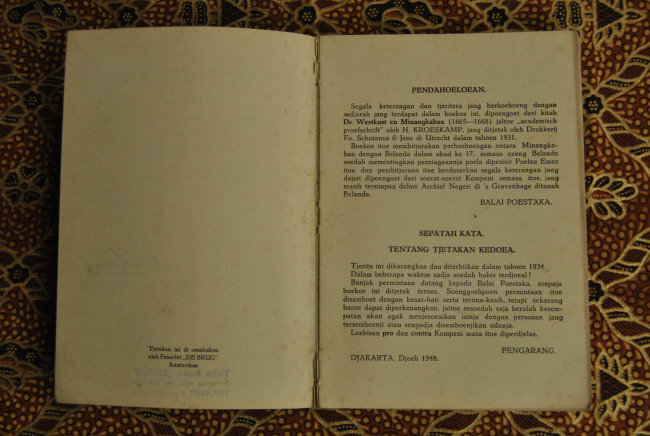 Tjetakan ini di oesahakan
oleh Penerbit „DE BRUG"
Amsterdam
PENDAHOELOEAN.
Segala keterangan dan tjeritera jang berhoeboeng dengan
sedjarah jang terdapat dalam boekoe ini, dipoengoet dari kitab
De Westkust en Minangkabau (1665—1668) jaïtoe „academisch
proefschrift" oleh H. KROESKAMP, jang ditjetak oleh Drukkerij
Fa. Schotanus & Jens di Utrecht dalam tahoen 1931.
Boekoe itoe membitjarakan perhoeboengan antara Minangka-
bau dengan Belanda dalam abad ke 17, semasa orang Belanda
soedah mementingkan perniagaannja poela dipesisir Poelau Emas
itoe dan pembitjaraan itoe berdasarkan segala keterangan jang
dapat dipoengoet dari soerat-soerat Kompeni semasa itoe, jang
masih tersimpan dalam Archief Negeri di 's Gravenhage ditanah
Belanda.
BALAI POESTAKA.
SEPATAH KATA.
TENTANG TJETAKAN KEDOEA.
Tjerita ini dikarangkan dan diterbitkan dalam tahoen 1934.
Dalam beberapa waktoe sadja soedah habis terdjoeal!
Banjak permintaan datang kepada Balai Poestaka, soepaja
boekoe ini ditjetak teroes. Soenggoehpoen permintaan itoe
disamboet dengan besar-hati serta terima-kasih, tetapi sekarang
baroe dapat diperkenangkan, jaïtoe sesoedah saja beroleh kesem-
patan akan agak menjesoeaikan isinja dengan perasaan jang
tersemboenji atau sengadja disemboenjikan adanja.
Loekisan pro dan contra Kompeni masa itoe diperdjelas.
PENGARANG.
DJAKARTA, Djoeli 1948.